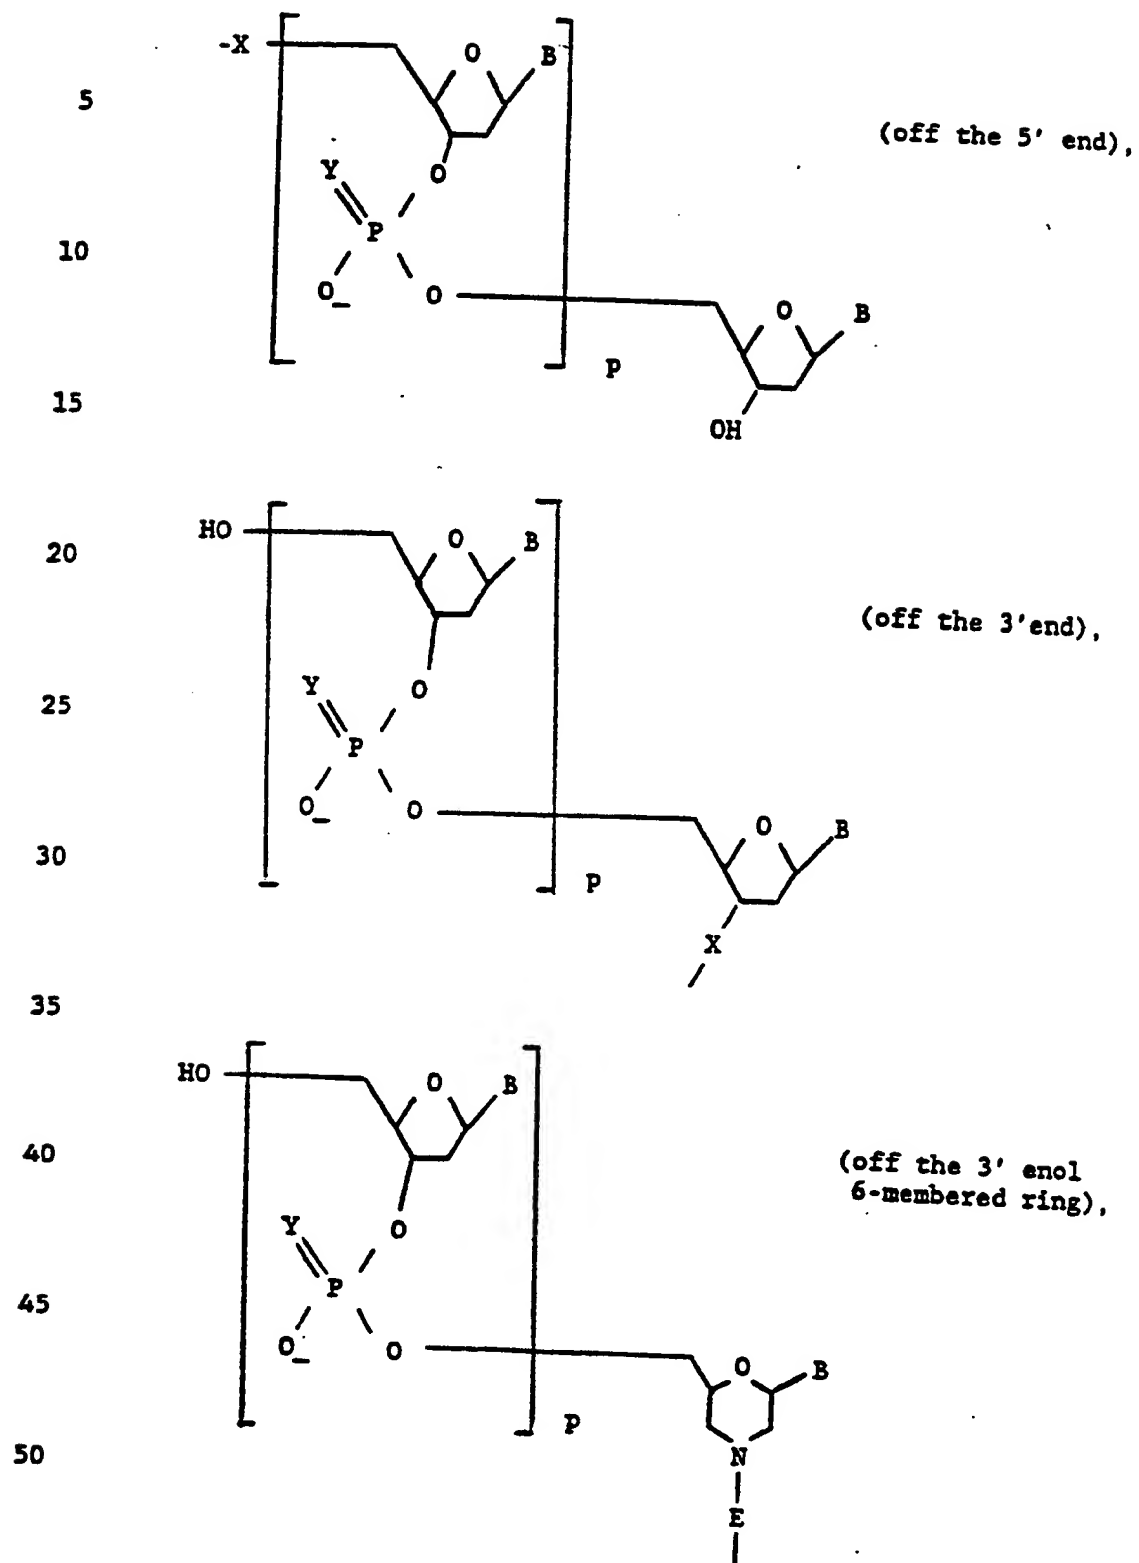 -X O B
5
(off the 5' end),
Y O
P
10
O_ O O B
p
15
OH
HO O B
20
(off the 3'end),
Y O
25
P
O_ O O B
30
p
X
35
HO O B
40
(off the 3' enol
6-membered ring),
Y O
P
45
O_ O O B
p
50
N
E